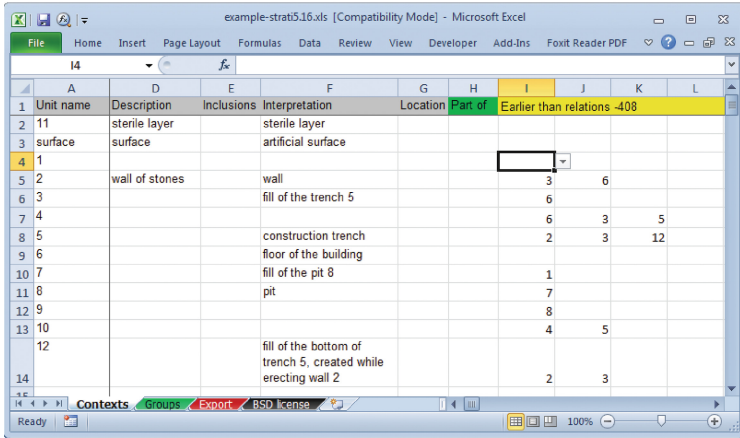 example-strati5.16.xls [Compatibility Mode] - Microsoft Excel
File Home Insert Page Layout Formulas Data Review View Developer Add-Ins Foxit Reader PDF
I4 fx
A D E F G H I J K L
1 Unit name Description Inclusions Interpretation Location Part of Earlier than relations -408
2 11 sterile layer sterile layer
3 surface surface artificial surface
4 1
5 2 wall of stones wall 3 6
6 3 fill of the trench 5 6
7 4 6 3 5
8 5 construction trench 2 3 12
9 6 floor of the building
10 7 fill of the pit 8 1
11 8 pit 7
12 9 8
13 10 4 5
12 fill of the bottom of
trench 5, created while
14 erecting wall 2 2 3
15
Contexts Groups Export BSD license
Ready 100%